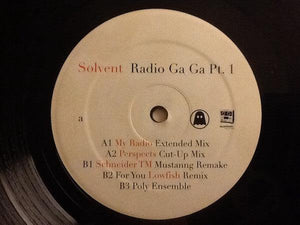 Solvent Radio Ga Ga Pt. 1
a
A1 My Radio Extended Mix
A2 Perspects Cut-Up Mix
B1 Schneider TM Mustanng Remake
B2 For You Lowfish Remix
B3 Poly Ensemble